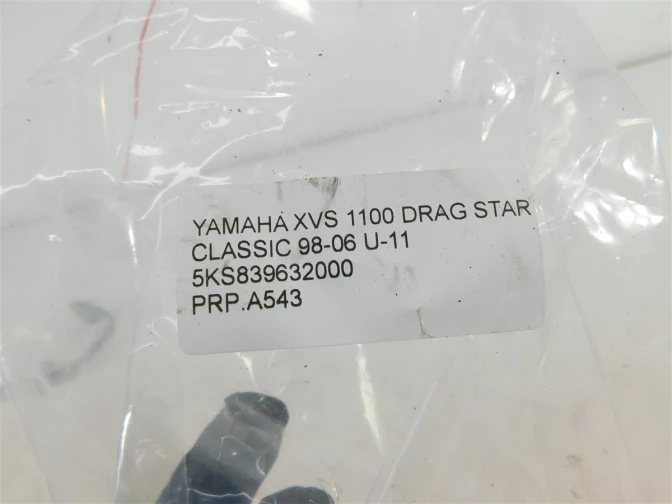 YAMAHA XVS 1100 DRAG STAR
CLASSIC 98-06 U-11
5KS839632000
PRP.A543